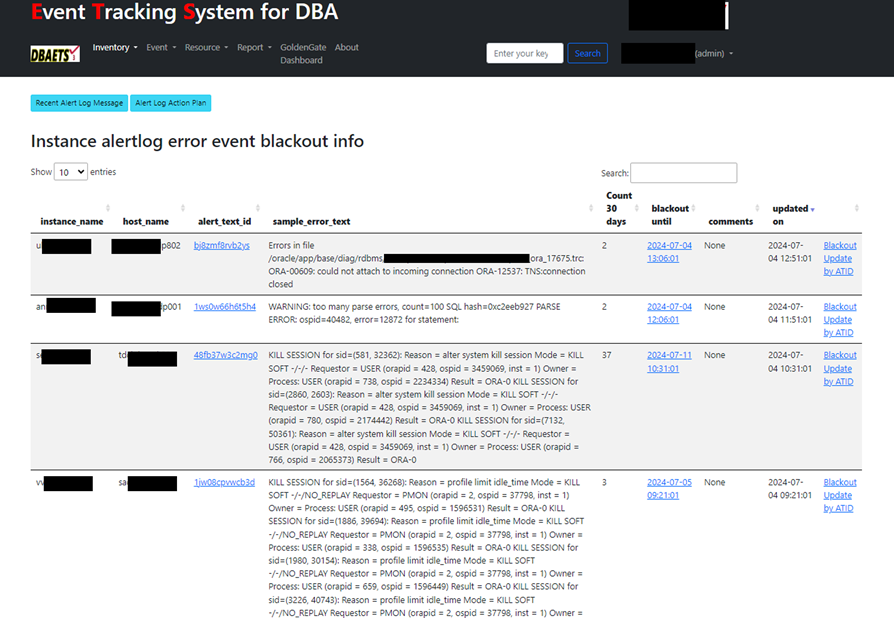 Event Tracking System for DBA
DBAETS
Inventory Event Resource Report GoldenGate Dashboard About
Enter your key Search (admin)
Recent Alert Log Message Alert Log Action Plan
Instance alertlog error event blackout info
Show 10 entries Search:
instance_name host_name alert_text_id sample_error_text Count 30 days blackout until comments updated on
u p802 bj8zmf8rvb2ys Errors in file 2 2024-07-04 None 2024-07- Blackout
/oracle/app/base/diag/rdbms, ora_17675.trc: 13:06:01 04 12:51:01 Update
ORA-00609: could not attach to incoming connection ORA-12537: TNS:connection by ATID
closed
an p001 1ws0w66h6t5h4 WARNING: too many parse errors, count=100 SQL hash=0xc2eeb927 PARSE 2 2024-07-04 None 2024-07- Blackout
ERROR: ospid=40482, error=12872 for statement: 12:06:01 04 11:51:01 Update
by ATID
td 48fb37w3c2mg0 KILL SESSION for sid=(581, 32362): Reason = alter system kill session Mode = KILL 37 2024-07-11 None 2024-07- Blackout
SOFT -/-/- Requestor = USER (orapid = 428, ospid = 3459069, inst = 1) Owner = 10:31:01 04 10:31:01 Update
Process: USER (orapid = 738, ospid = 2234334) Result = ORA-0 KILL SESSION for by ATID
sid=(2860, 2603): Reason = alter system kill session Mode = KILL SOFT -/-/-
Requestor = USER (orapid = 428, ospid = 3459069, inst = 1) Owner = Process: USER
(orapid = 780, ospid = 2174442) Result = ORA-0 KILL SESSION for sid=(7132,
50361): Reason = alter system kill session Mode = KILL SOFT -/-/- Requestor =
USER (orapid = 428, ospid = 3459069, inst = 1) Owner = Process: USER (orapid =
766, ospid = 2065373) Result = ORA-0
sa 1jw08cpvwcb3d KILL SESSION for sid=(1564, 36268): Reason = profile limit idle_time Mode = KILL 3 2024-07-05 None 2024-07- Blackout
SOFT -/-/NO_REPLAY Requestor = PMON (orapid = 2, ospid = 37798, inst = 1) 09:21:01 04 09:21:01 Update
Owner = Process: USER (orapid = 495, ospid = 1596531) Result = ORA-0 KILL by ATID
SESSION for sid=(1886, 39694): Reason = profile limit idle_time Mode = KILL SOFT
-/-/NO_REPLAY Requestor = PMON (orapid = 2, ospid = 37798, inst = 1) Owner =
Process: USER (orapid = 338, ospid = 1596535) Result = ORA-0 KILL SESSION for
sid=(1980, 30154): Reason = profile limit idle_time Mode = KILL SOFT
-/-/NO_REPLAY Requestor = PMON (orapid = 2, ospid = 37798, inst = 1) Owner =
Process: USER (orapid = 659, ospid = 1596449) Result = ORA-0 KILL SESSION for
sid=(3226, 40743): Reason = profile limit idle_time Mode = KILL SOFT
-/-/NO_REPLAY Requestor = PMON (orapid = 2, ospid = 37798, inst = 1) Owner =